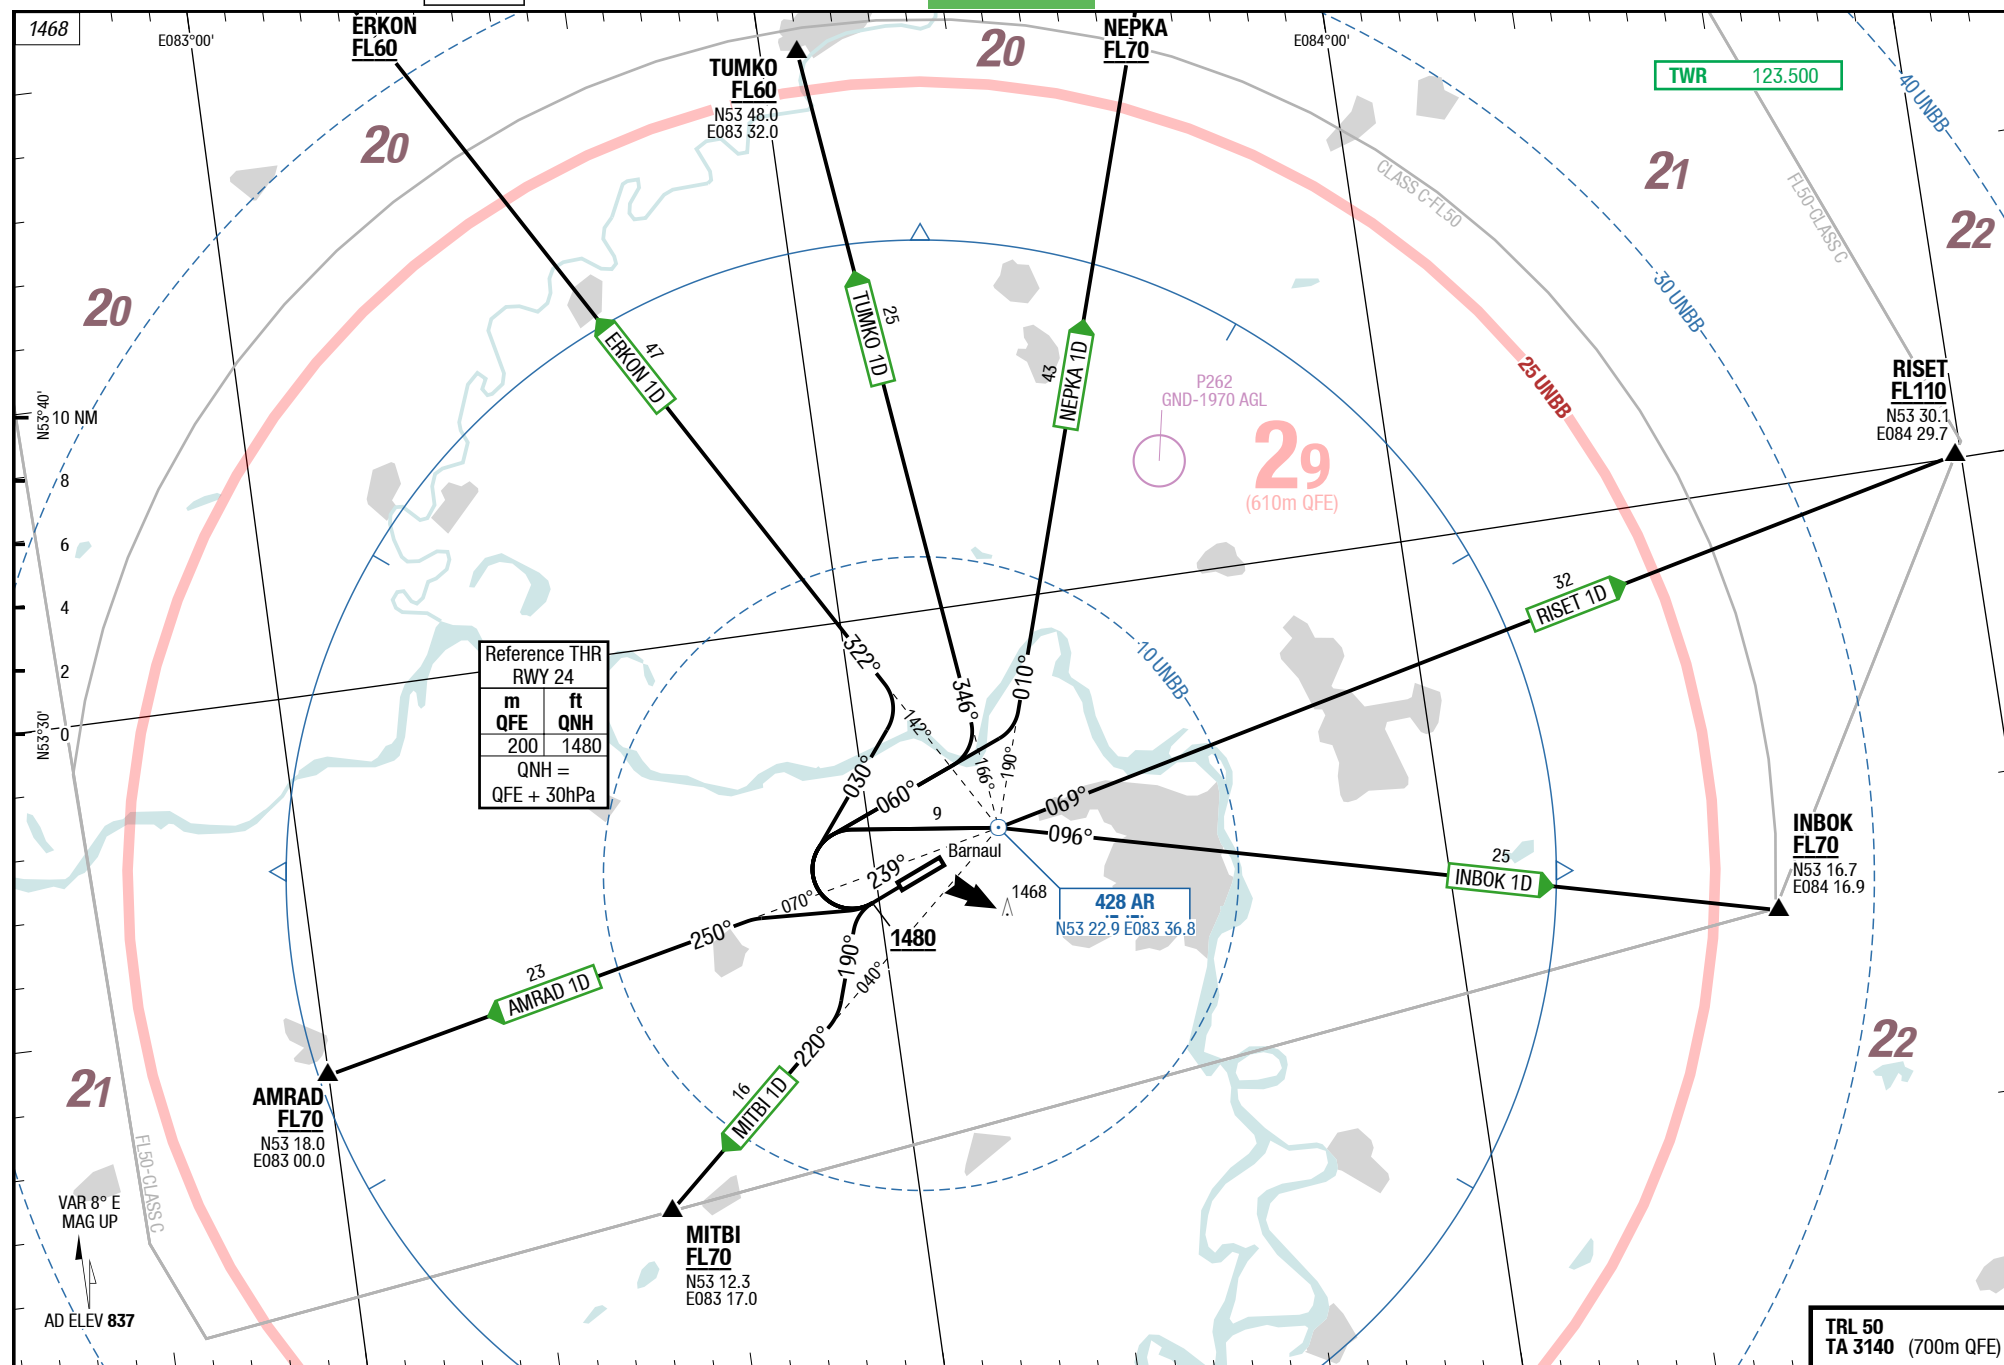 1468
E083°00'
ERKON
FL60
TUMKO
FL60
N53 48.0
E083 32.0
20
NEPKA
FL70
E084°00'
TWR 123.500
40 UNBB
20
21
CLASS C-FL50
FL50-CLASS C
22
20
30 UNBB
25
TUMKO 1D
47
ERKON 1D
43
NEPKA 1D
P262
GND-1970 AGL
25 UNBB
RISET
FL110
N53 30.1
E084 29.7
29
(610m QFE)
N53°40'
10 NM
8
6
4
2
0
N53°30'
32
RISET 1D
Reference THR
RWY 24
m ft
QFE QNH
200 1480
QNH =
QFE + 30hPa
322°
346°
010°
10 UNBB
142°
166°
190°
030°
060°
9
069°
096°
239°
Barnaul
070°
1468
428 AR
N53 22.9 E083 36.8
25
INBOK 1D
INBOK
FL70
N53 16.7
E084 16.9
250°
1480
190°
040°
23
AMRAD 1D
220°
16
MITBI 1D
22
21
AMRAD
FL70
N53 18.0
E083 00.0
FL50-CLASS C
VAR 8° E
MAG UP
AD ELEV 837
MITBI
FL70
N53 12.3
E083 17.0
TRL 50
TA 3140 (700m QFE)